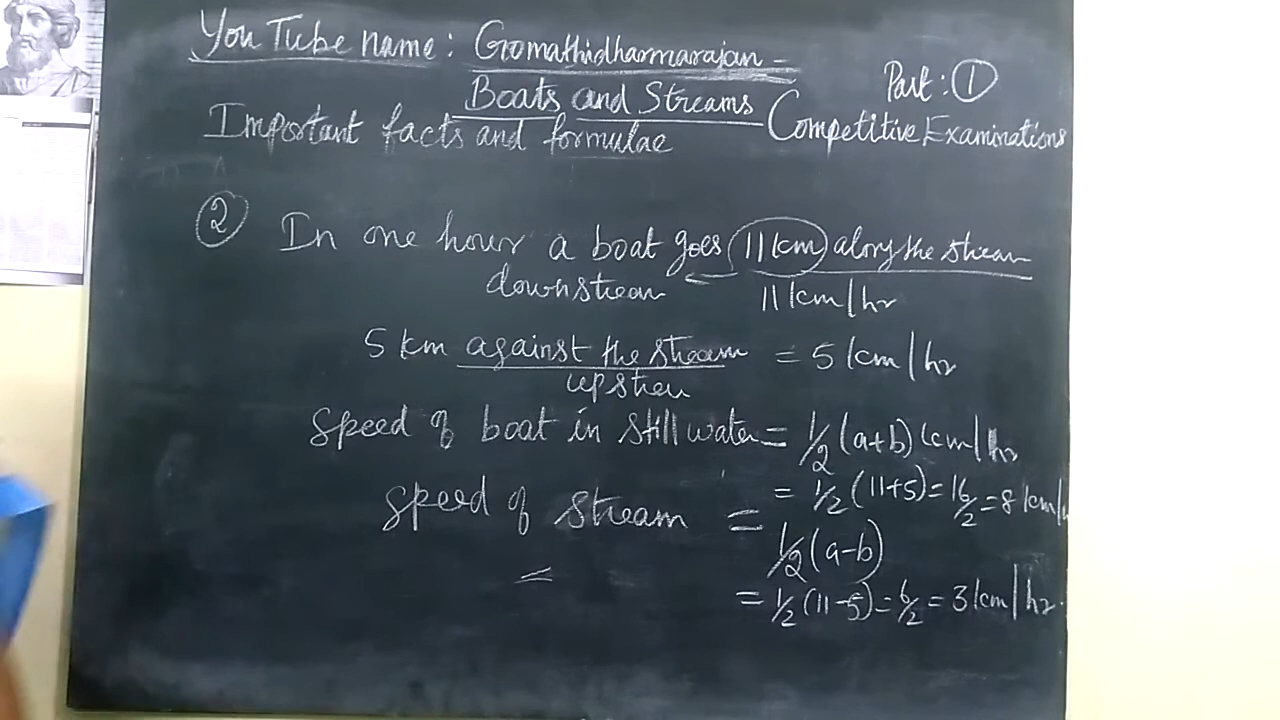 YouTube name: Gomathidharmarajan
Part: 1
Boats and Streams
Important facts and formulae
Competitive Examinations
2 In one hour a boat goes 11 km along the stream
downstream 11 km/hr
5 km against the stream = 5 km/hr
upstrea
Speed of boat in still water = 1/2 (a+b) km/hr
= 1/2 (11+5) = 16/2 = 8 km/h
Speed of stream =
1/2 (a-b)
=
= 1/2 (11-5) = 6/2 = 3 km/hr.